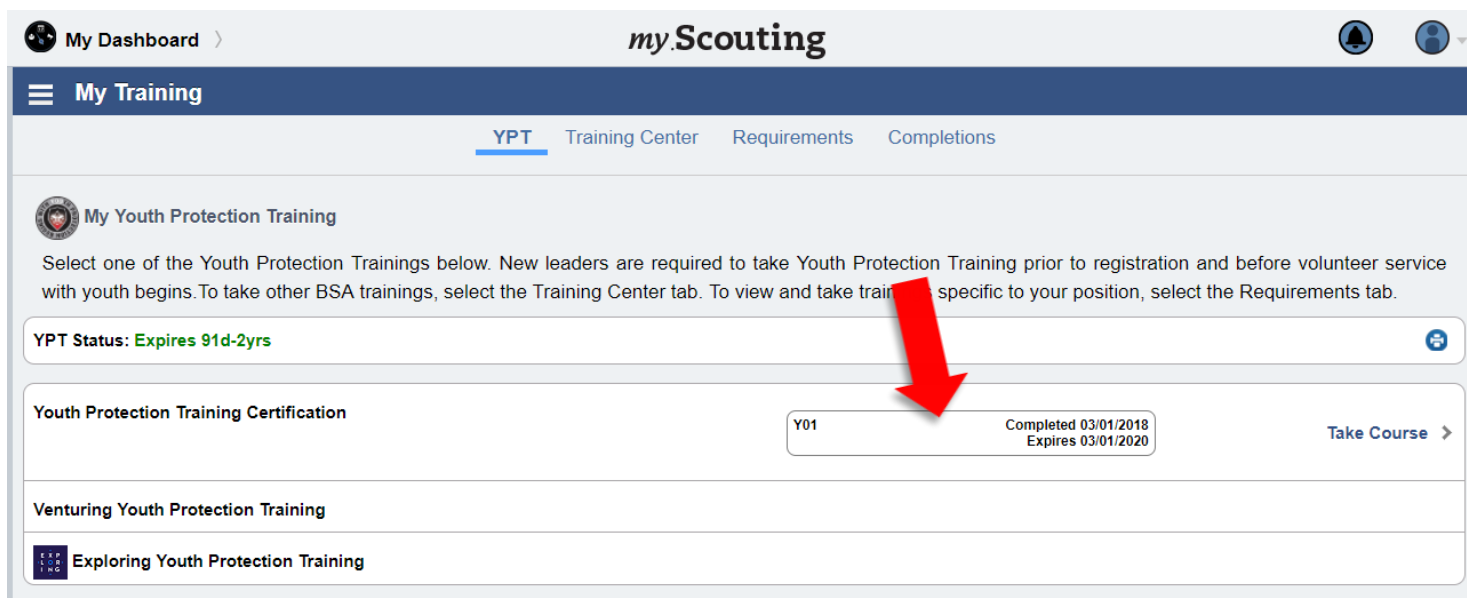 My Dashboard
my.Scouting
My Training
YPT Training Center Requirements Completions
My Youth Protection Training
Select one of the Youth Protection Trainings below. New leaders are required to take Youth Protection Training prior to registration and before volunteer service
with youth begins.To take other BSA trainings, select the Training Center tab. To view and take specific to your position, select the Requirements tab.
YPT Status: Expires 91d-2yrs
Youth Protection Training Certification
Y01 Completed 03/01/2018
Expires 03/01/2020
Take Course
Venturing Youth Protection Training
EXP
LOR
ING
Exploring Youth Protection Training